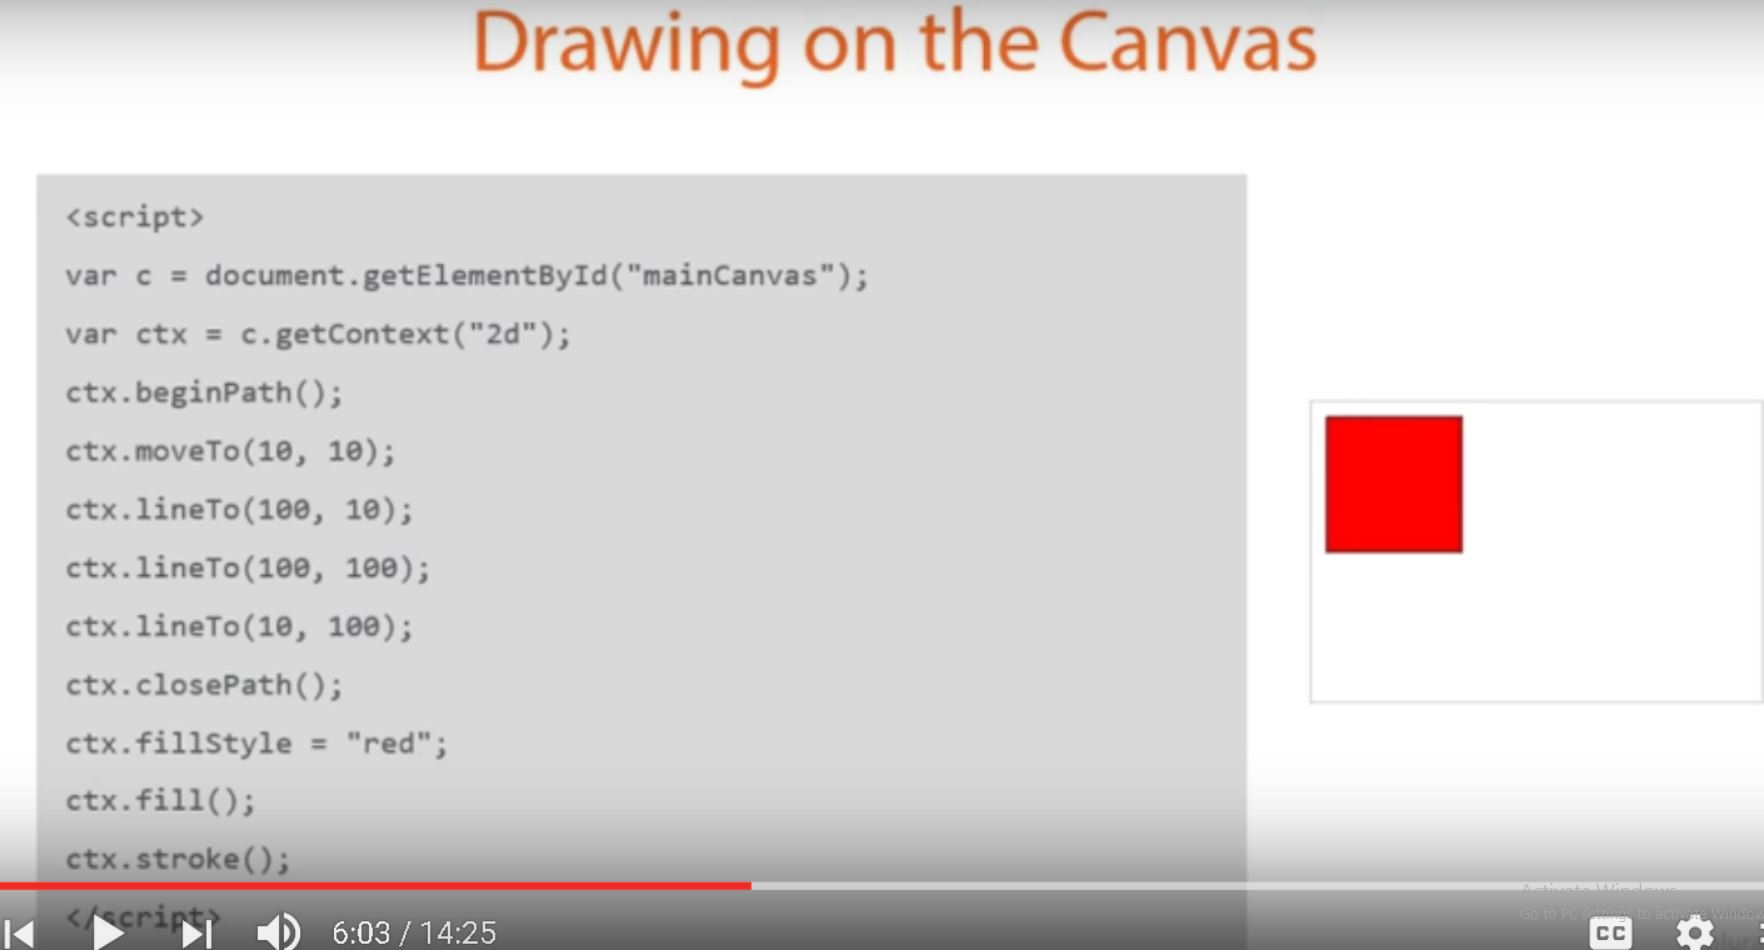 Drawing on the Canvas
<script>
var c = document.getElementById("mainCanvas");
var ctx = c.getContext("2d");
ctx.beginPath();
ctx.moveTo(10, 10);
ctx.lineTo(100, 10);
ctx.lineTo(100, 100);
ctx.lineTo(10, 100);
ctx.closePath();
ctx.fillStyle = "red";
ctx.fill();
ctx.stroke();
</script>
Activate Windows
Go to PC settings to activate Window
6:03 / 14:25
CC